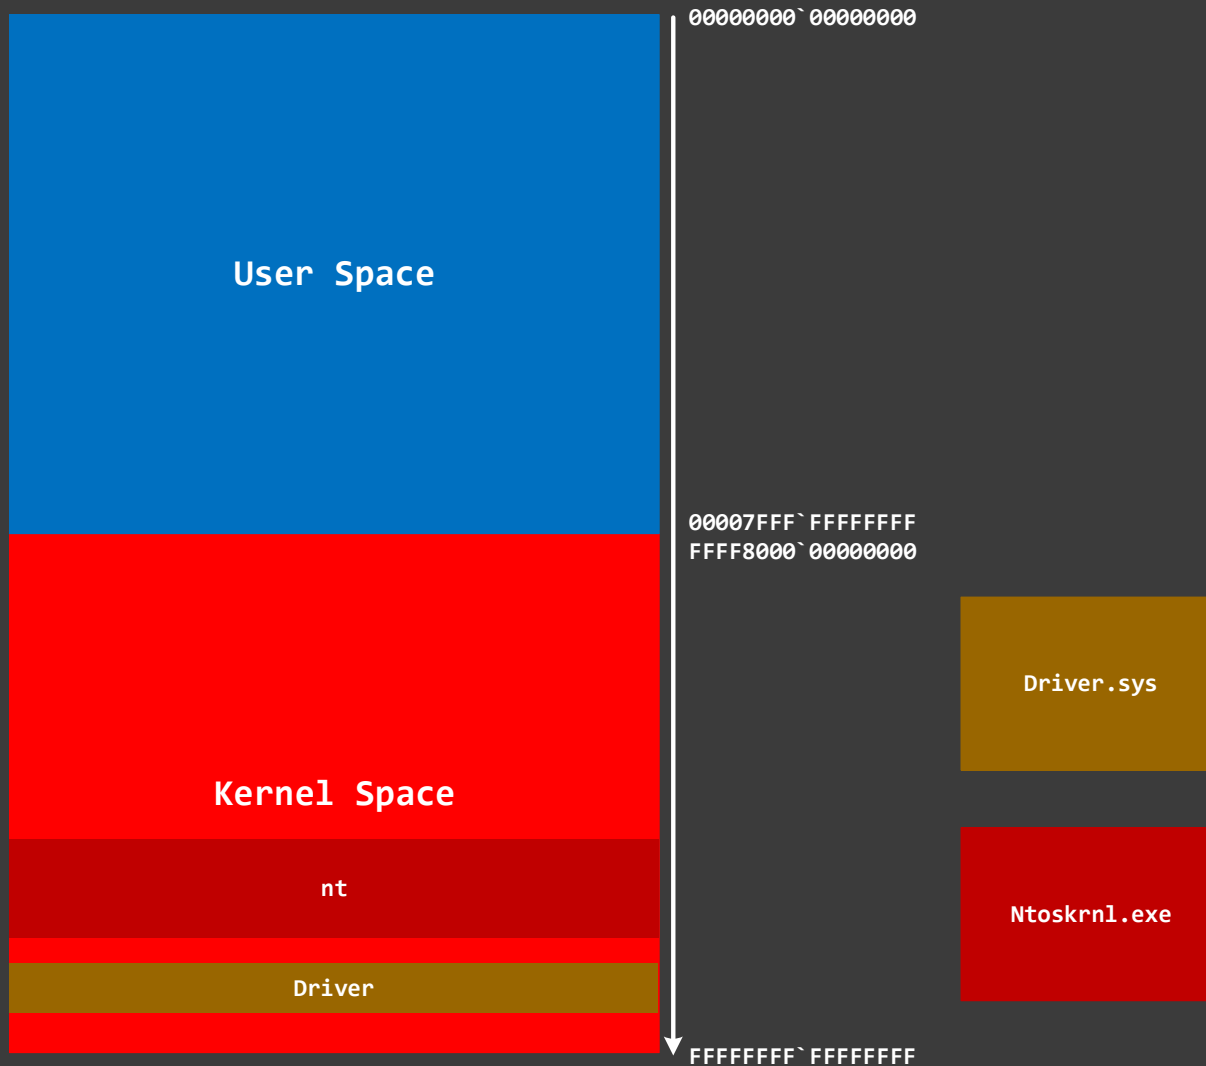 00000000`00000000
User Space
00007FFF`FFFFFFFF
FFFF8000`00000000
Driver.sys
Kernel Space
nt
Ntoskrnl.exe
Driver
FFFFFFFF`FFFFFFFF